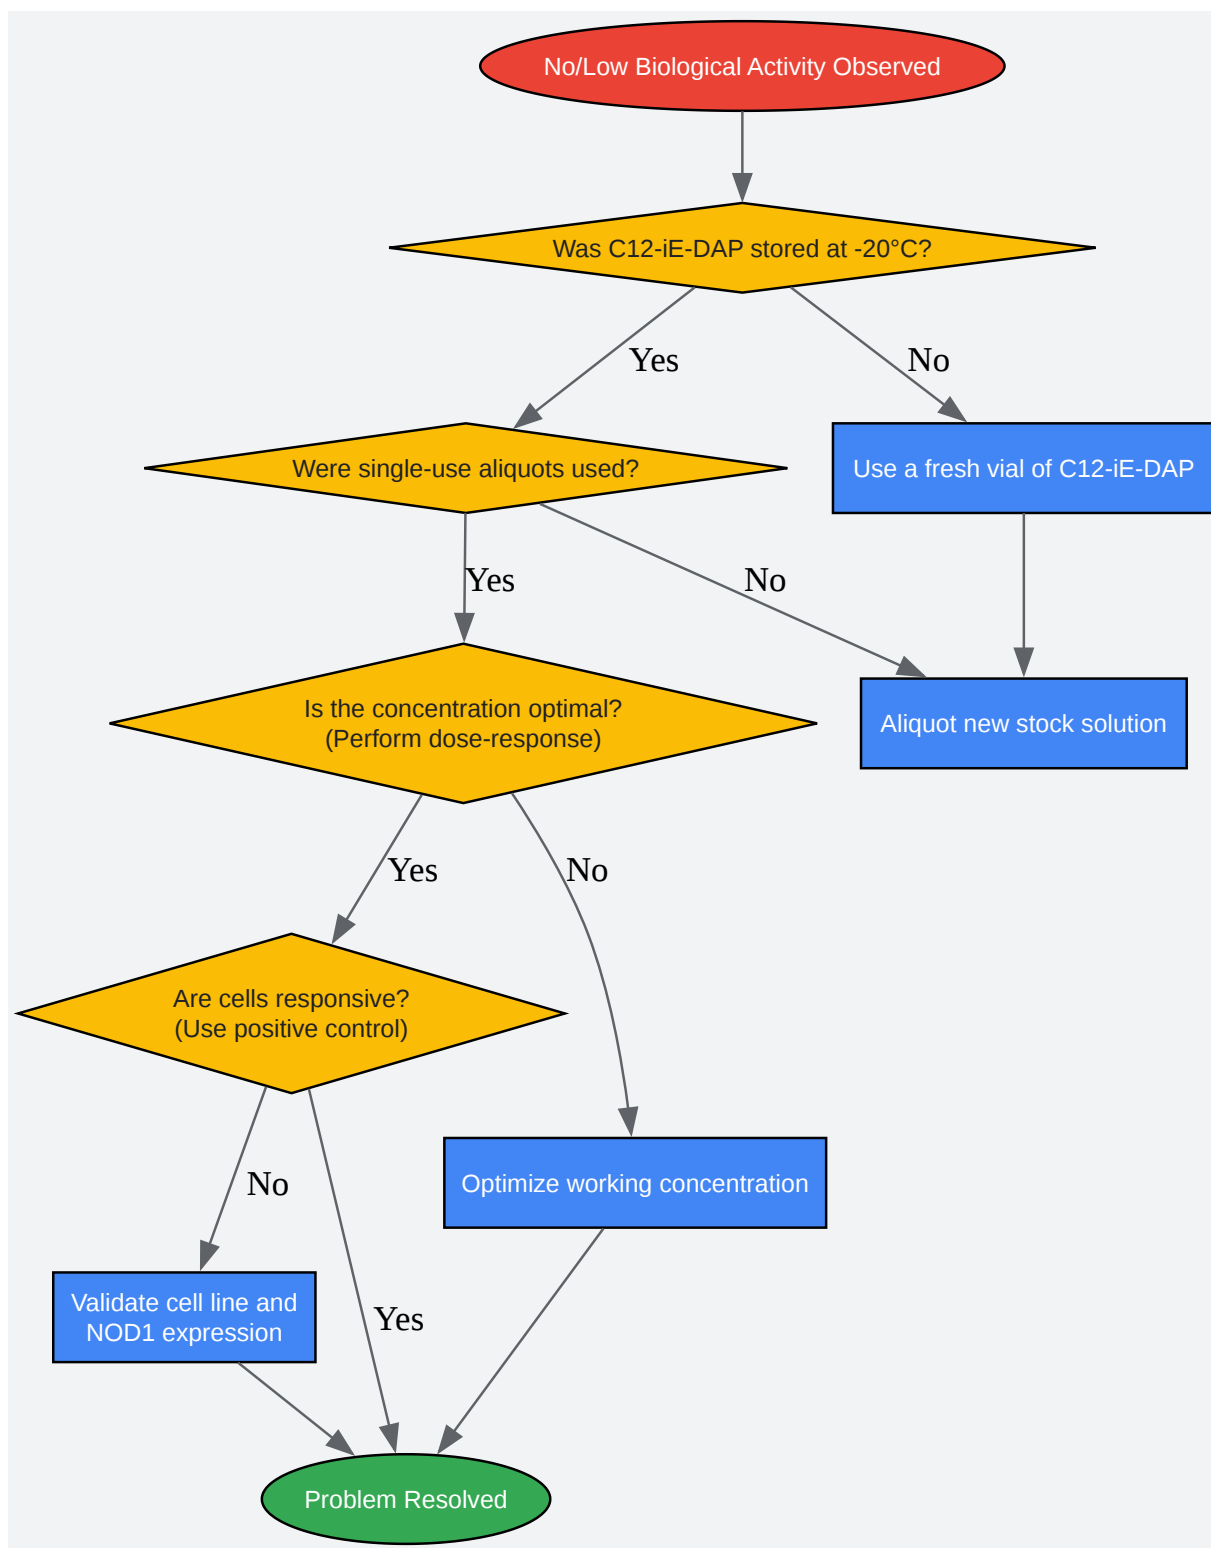 No/Low Biological Activity Observed
Was C12-iE-DAP stored at -20°C?
Yes
No
Were single-use aliquots used?
Use a fresh vial of C12-iE-DAP
Yes
No
Is the concentration optimal?
(Perform dose-response)
Aliquot new stock solution
Yes
No
Are cells responsive?
(Use positive control)
No
Optimize working concentration
Validate cell line and
NOD1 expression
Yes
Problem Resolved